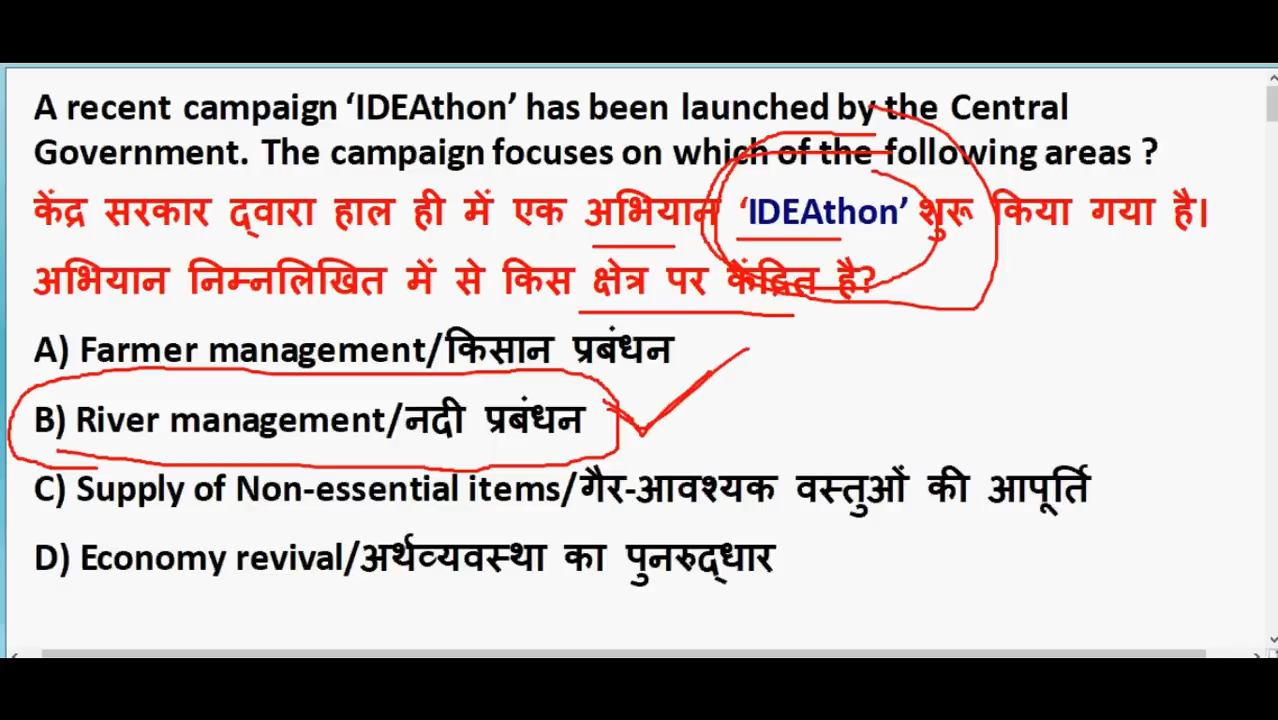 A recent campaign ‘IDEAthon’ has been launched by the Central
Government. The campaign focuses on which of the following areas ?
केंद्र सरकार द्वारा हाल ही में एक अभियान ‘IDEAthon’ शुरू किया गया है।
अभियान निम्नलिखित में से किस क्षेत्र पर केंद्रित है?
A) Farmer management/किसान प्रबंधन
B) River management/नदी प्रबंधन
C) Supply of Non-essential items/गैर-आवश्यक वस्तुओं की आपूर्ति
D) Economy revival/अर्थव्यवस्था का पुनरुद्धार